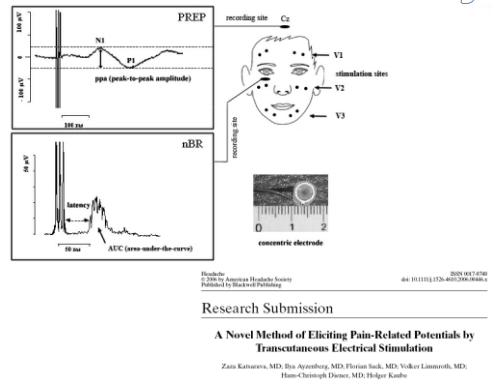 PREP
recording site
Cz
100 µV
0
- 100 µV
N1
P1
ppa (peak-to-peak amplitude)
100 ms
V1
stimulation sites
V2
V3
recording site
nBR
50 µV
latency
AUC (area-under-the-curve)
50 ms
0 1 2
concentric electrode
Headache
© 2006 by American Headache Society
Published by Blackwell Publishing
ISSN 0017-8748
Research Submission
A Novel Method of Eliciting Pain-Related Potentials by
Transcutaneous Electrical Stimulation
Zaza Katsarava, MD; Ilya Ayzenberg, MD; Florian Sack, MD; Volker Limmroth, MD;
Hans-Christoph Diener, MD; Holger Kaube